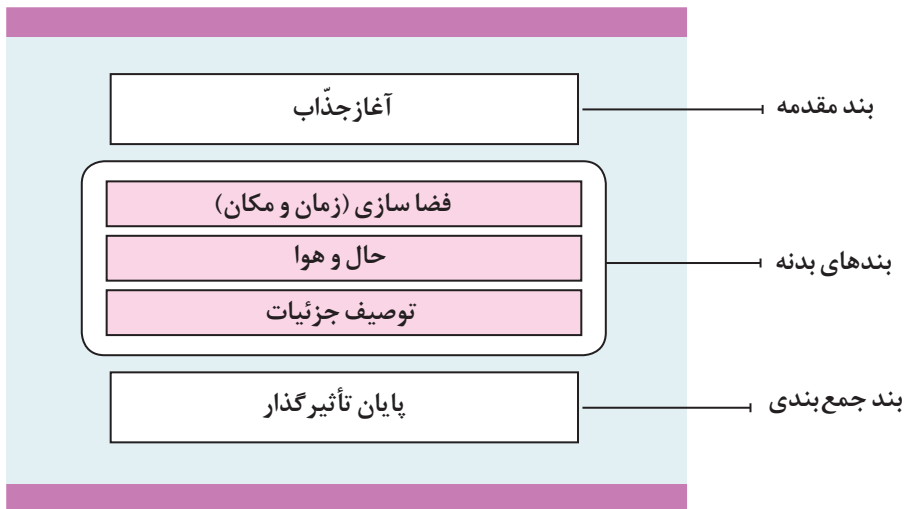 بند مقدمه
آغاز جذّاب
بندهای بدنه
فضا سازی (زمان و مکان)
حال و هوا
توصیف جزئیات
بند جمع‌بندی
پایان تأثیرگذار